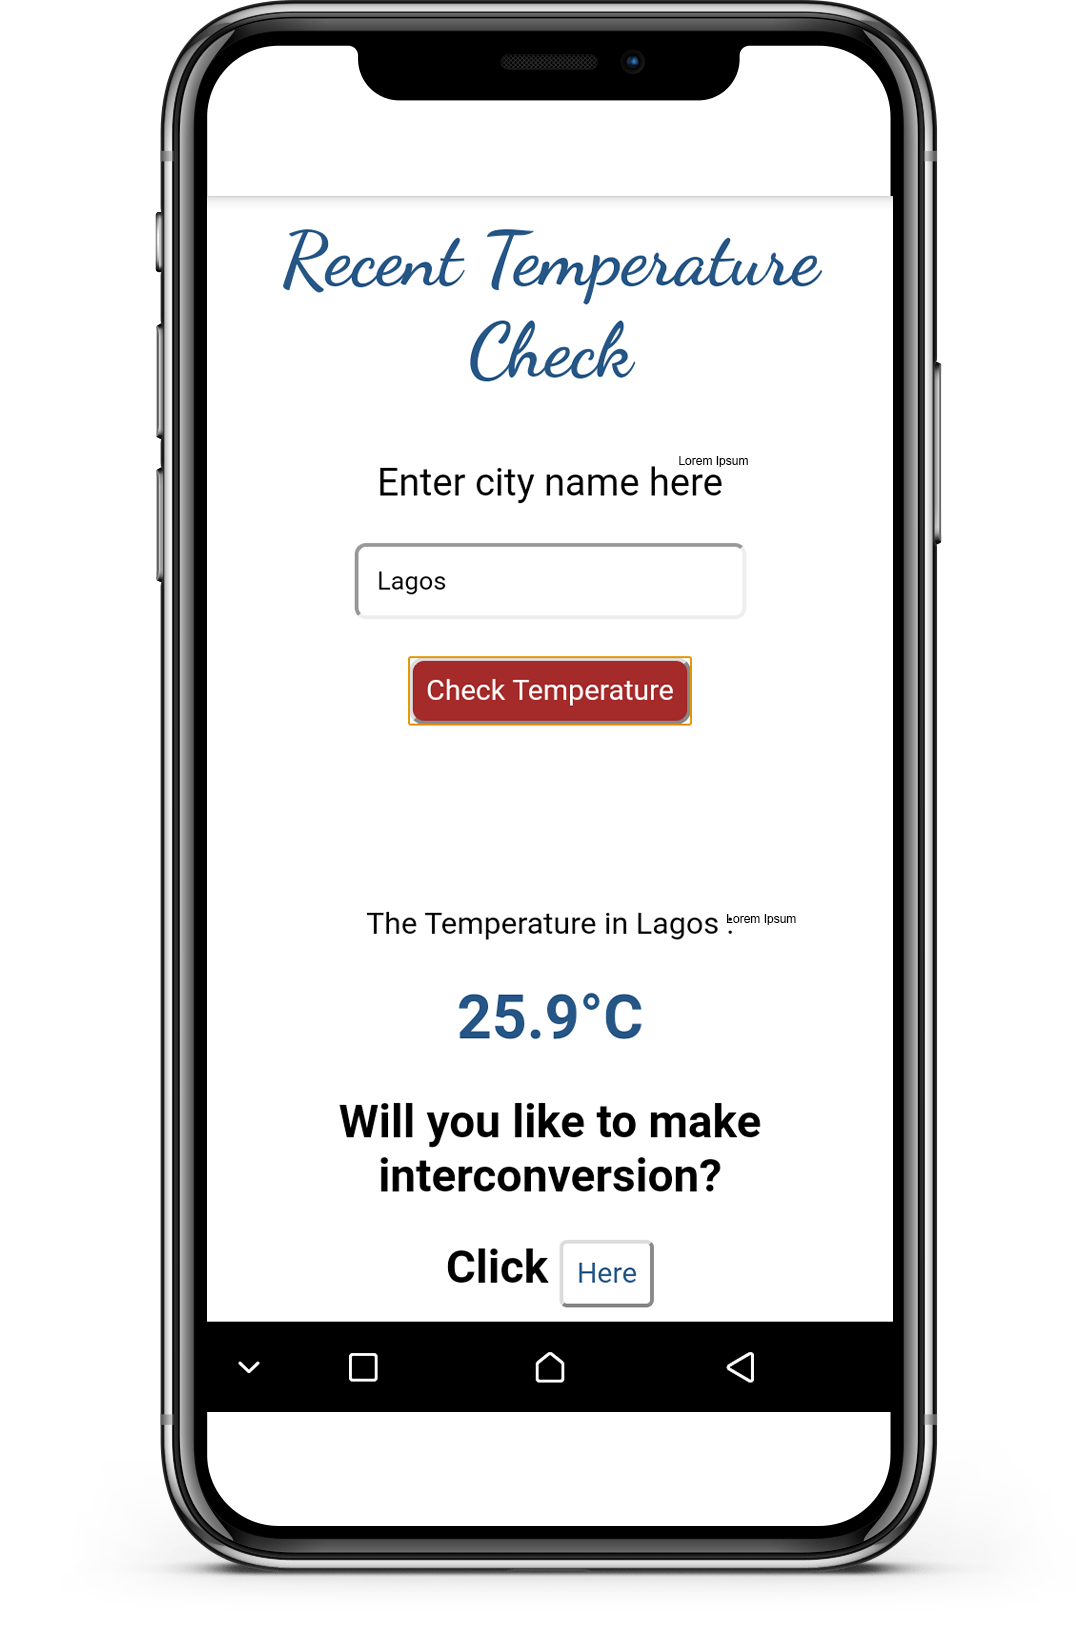 Recent Temperature
Check
Lorem Ipsum
Enter city name here
Lagos
Check Temperature
The Temperature in Lagos :
Lorem Ipsum
25.9°C
Will you like to make
interconversion?
Click Here